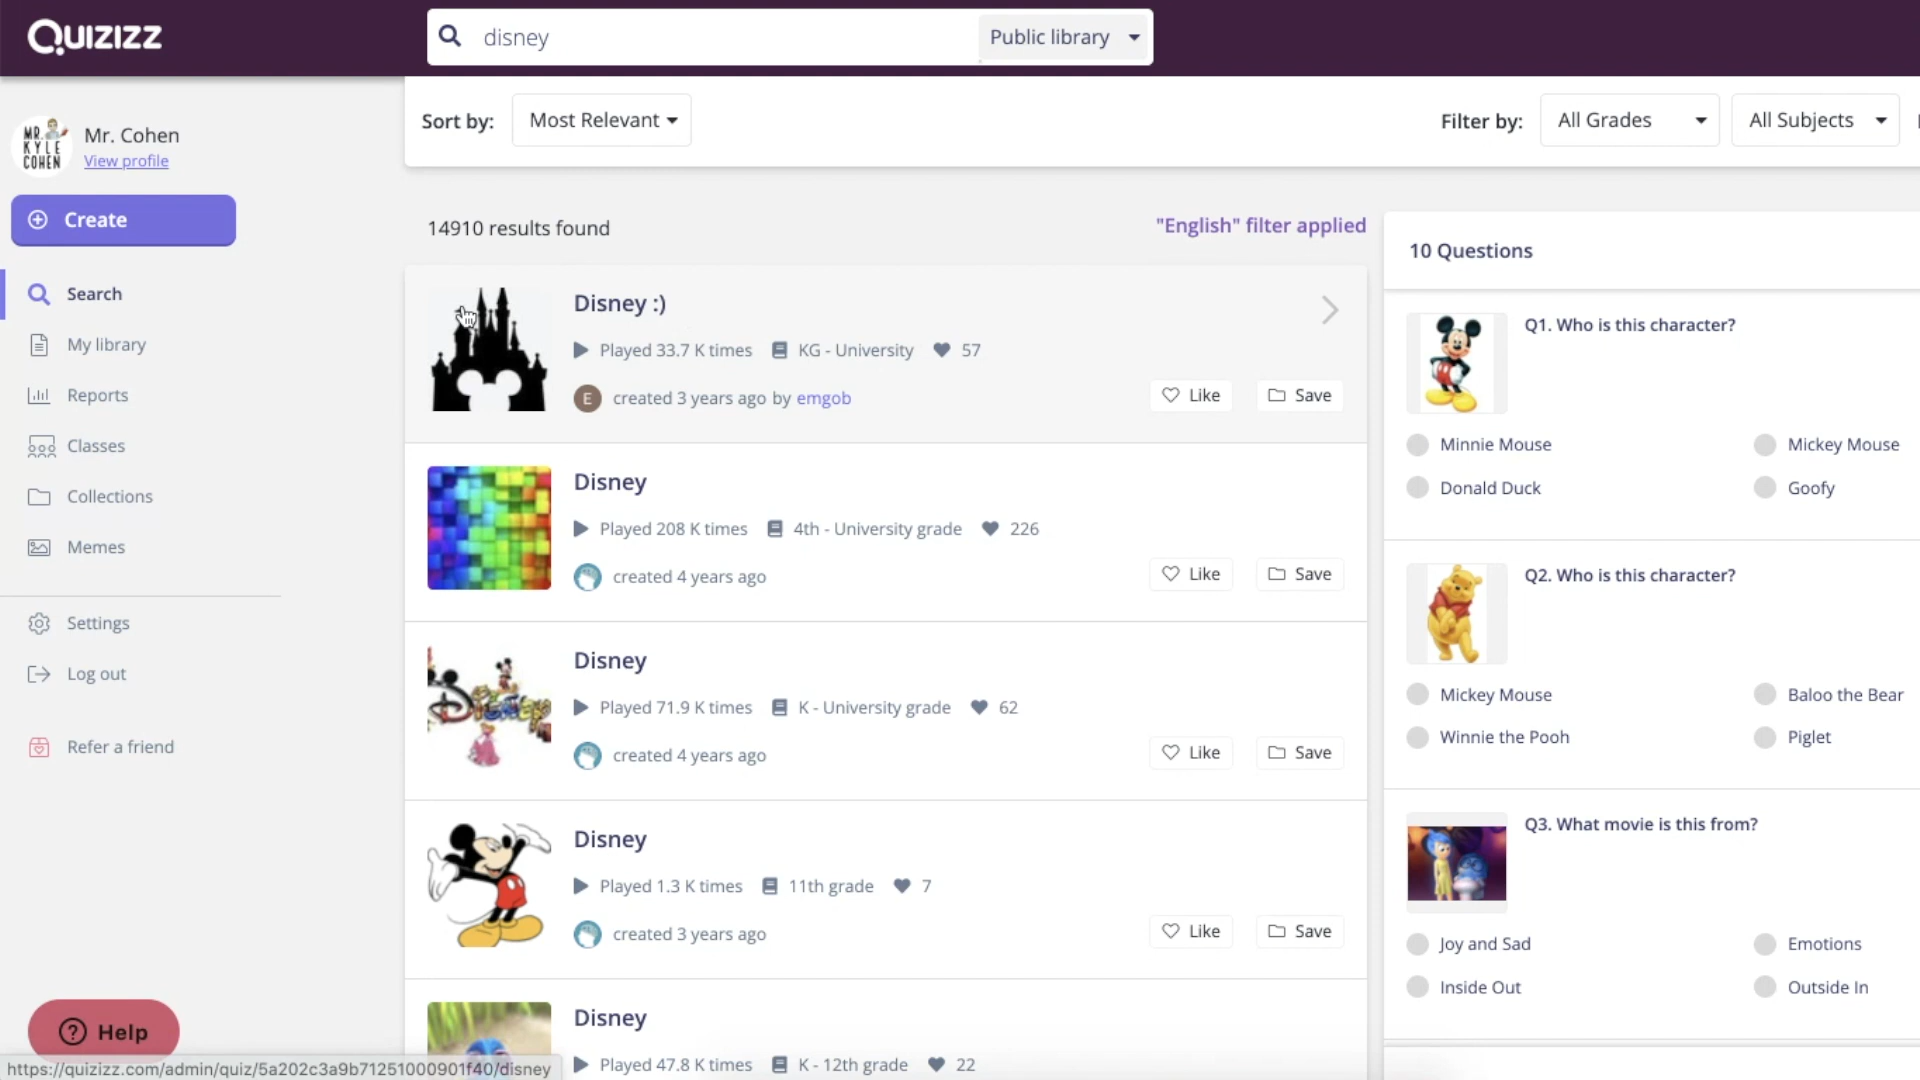 Quizizz
disney
Public library
MR.
KYLE
COHEN
Mr. Cohen
View profile
Create
Search
My library
Reports
Classes
Collections
Memes
Settings
Log out
Refer a friend
Help
https://quizizz.com/admin/quiz/5a202c3a9b71251000901f40/disney
Sort by:
Most Relevant
Filter by:
All Grades
All Subjects
14910 results found
"English" filter applied
Disney :)
Played 33.7 K times KG - University 57
E created 3 years ago by emgob
Like Save
Disney
Played 208 K times 4th - University grade 226
created 4 years ago
Like Save
Disney
Disney
Played 71.9 K times K - University grade 62
created 4 years ago
Like Save
Disney
Played 1.3 K times 11th grade 7
created 3 years ago
Like Save
Disney
Played 47.8 K times K - 12th grade 22
10 Questions
Q1. Who is this character?
Minnie Mouse Mickey Mouse
Donald Duck Goofy
Q2. Who is this character?
Mickey Mouse Baloo the Bear
Winnie the Pooh Piglet
Q3. What movie is this from?
Joy and Sad Emotions
Inside Out Outside In